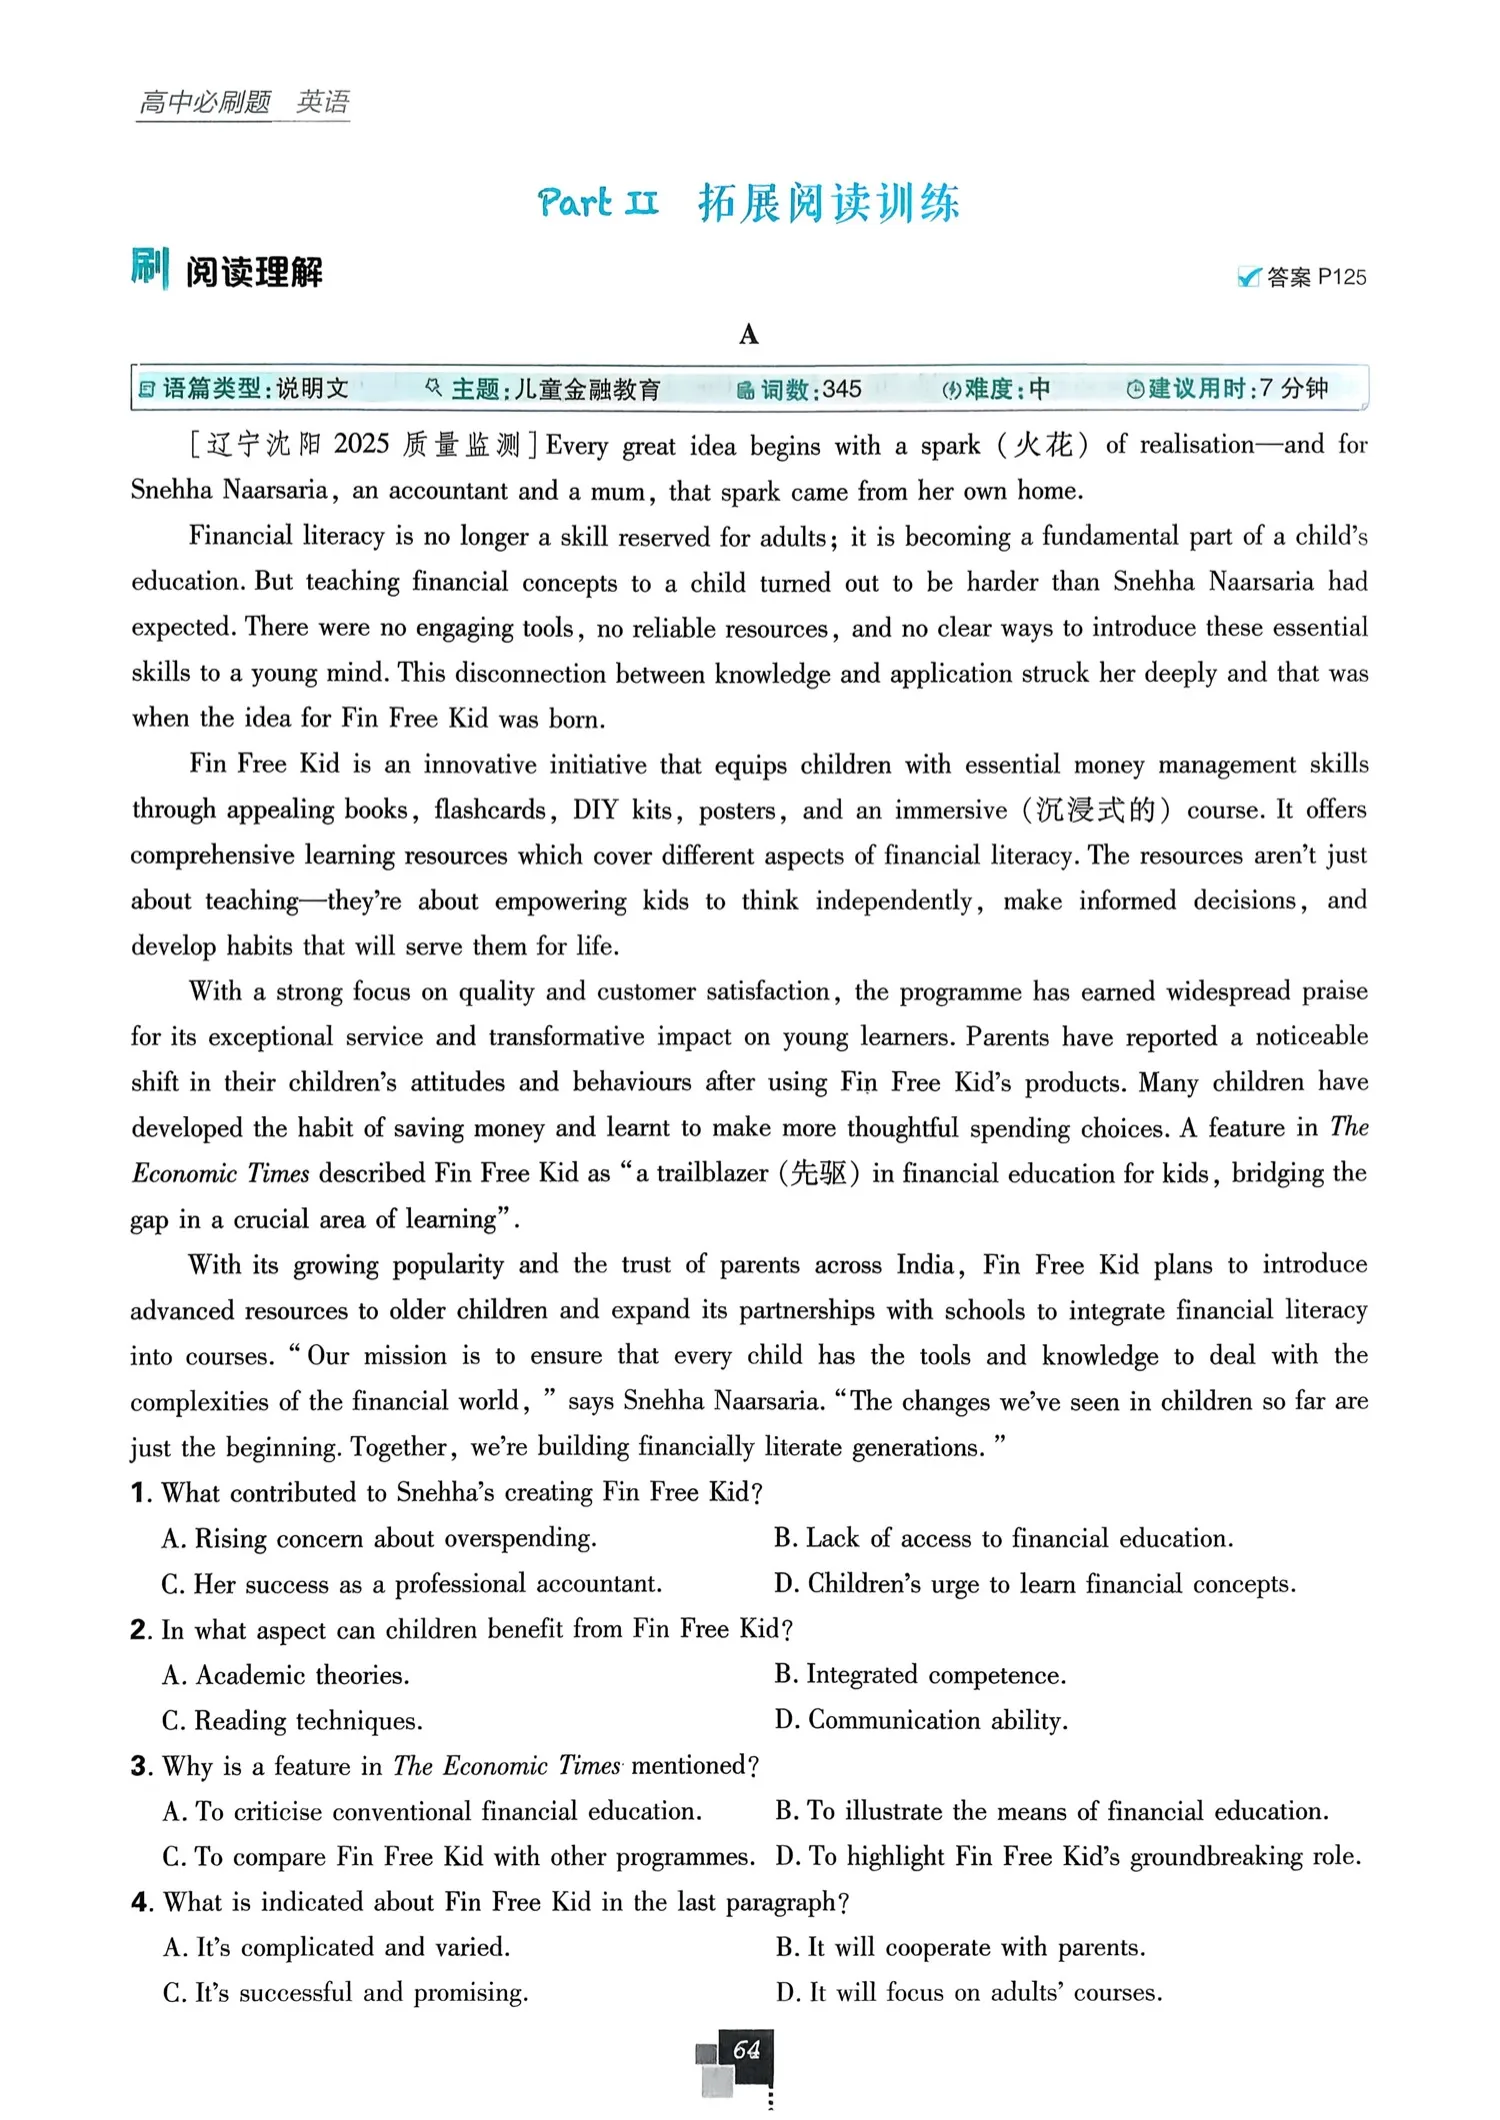 高中必刷题 英语
Part II 拓展阅读训练
刷 阅读理解
答案 P125
A
语篇类型:说明文 主题:儿童金融教育 词数:345 难度:中 建议用时:7 分钟
[辽宁沈阳 2025 质量监测]Every great idea begins with a spark (火花) of realisation—and for
Snehha Naarsaria, an accountant and a mum, that spark came from her own home.
Financial literacy is no longer a skill reserved for adults; it is becoming a fundamental part of a child's
education. But teaching financial concepts to a child turned out to be harder than Snehha Naarsaria had
expected. There were no engaging tools, no reliable resources, and no clear ways to introduce these essential
skills to a young mind. This disconnection between knowledge and application struck her deeply and that was
when the idea for Fin Free Kid was born.
Fin Free Kid is an innovative initiative that equips children with essential money management skills
through appealing books, flashcards, DIY kits, posters, and an immersive (沉浸式的) course. It offers
comprehensive learning resources which cover different aspects of financial literacy. The resources aren't just
about teaching—they're about empowering kids to think independently, make informed decisions, and
develop habits that will serve them for life.
With a strong focus on quality and customer satisfaction, the programme has earned widespread praise
for its exceptional service and transformative impact on young learners. Parents have reported a noticeable
shift in their children's attitudes and behaviours after using Fin Free Kid's products. Many children have
developed the habit of saving money and learnt to make more thoughtful spending choices. A feature in The
Economic Times described Fin Free Kid as "a trailblazer (先驱) in financial education for kids, bridging the
gap in a crucial area of learning".
With its growing popularity and the trust of parents across India, Fin Free Kid plans to introduce
advanced resources to older children and expand its partnerships with schools to integrate financial literacy
into courses. "Our mission is to ensure that every child has the tools and knowledge to deal with the
complexities of the financial world," says Snehha Naarsaria. "The changes we've seen in children so far are
just the beginning. Together, we're building financially literate generations."
1. What contributed to Snehha's creating Fin Free Kid?
A. Rising concern about overspending. B. Lack of access to financial education.
C. Her success as a professional accountant. D. Children's urge to learn financial concepts.
2. In what aspect can children benefit from Fin Free Kid?
A. Academic theories. B. Integrated competence.
C. Reading techniques. D. Communication ability.
3. Why is a feature in The Economic Times mentioned?
A. To criticise conventional financial education. B. To illustrate the means of financial education.
C. To compare Fin Free Kid with other programmes. D. To highlight Fin Free Kid's groundbreaking role.
4. What is indicated about Fin Free Kid in the last paragraph?
A. It's complicated and varied. B. It will cooperate with parents.
C. It's successful and promising. D. It will focus on adults' courses.
64